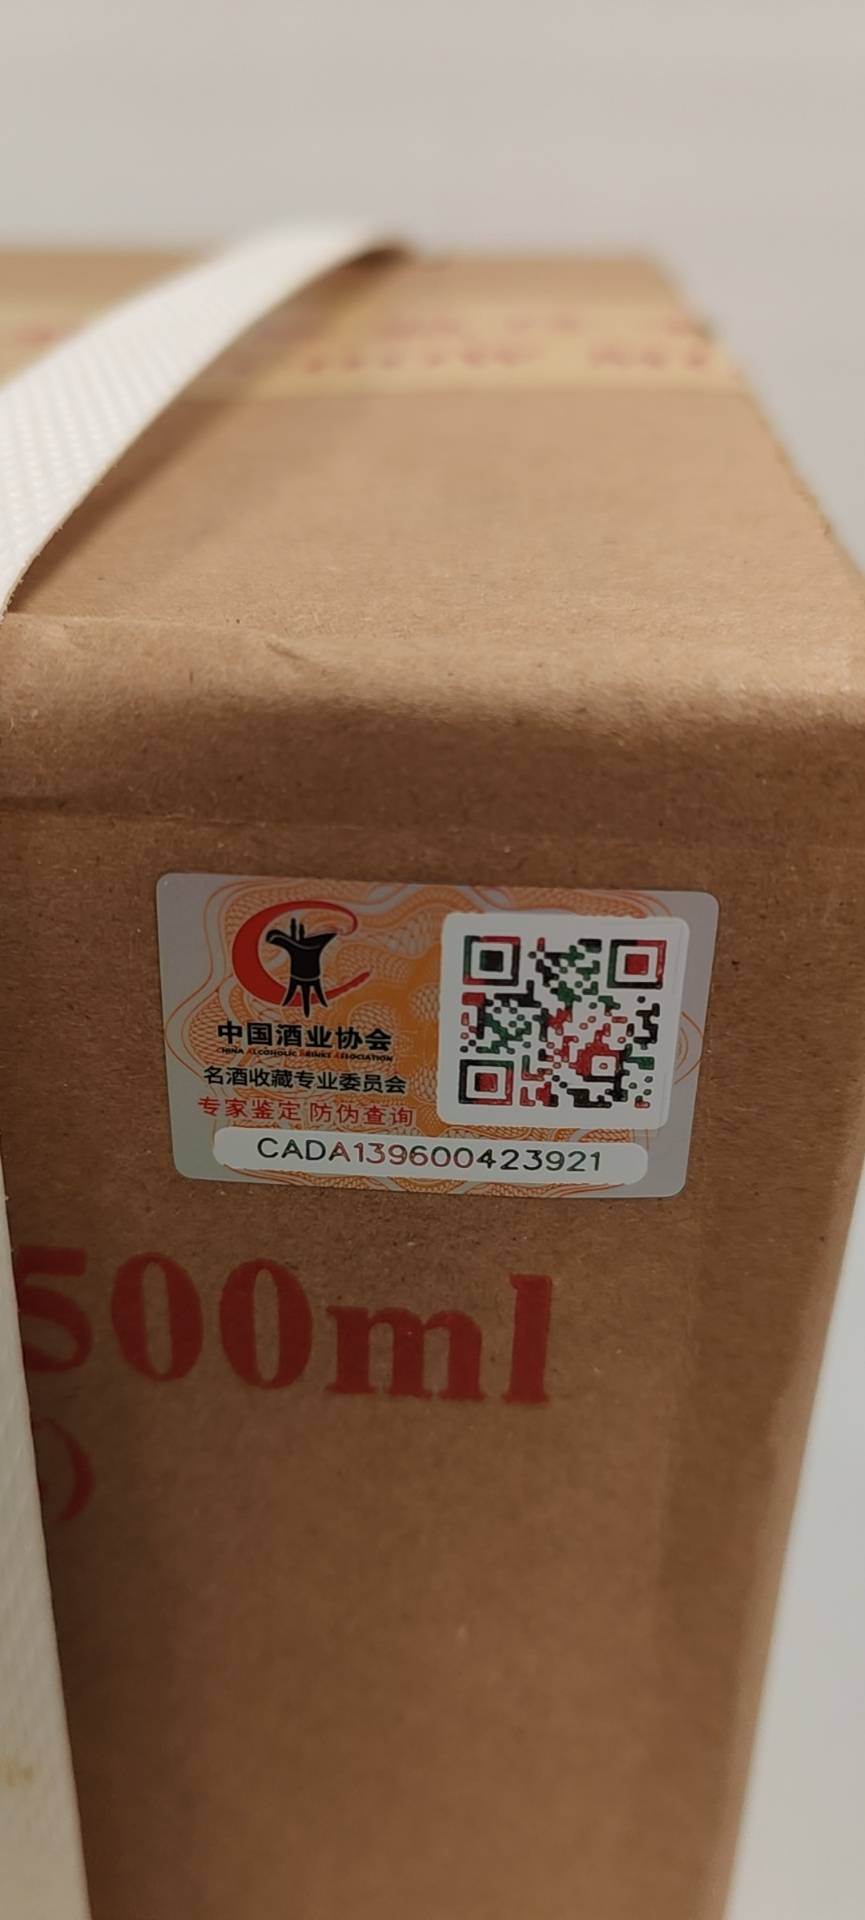 中国酒业协会
CHINA ALCOHOLIC DRINKS ASSOCIATION
名酒收藏专业委员会
专家鉴定 防伪查询
CADA139600423921
500ml
)